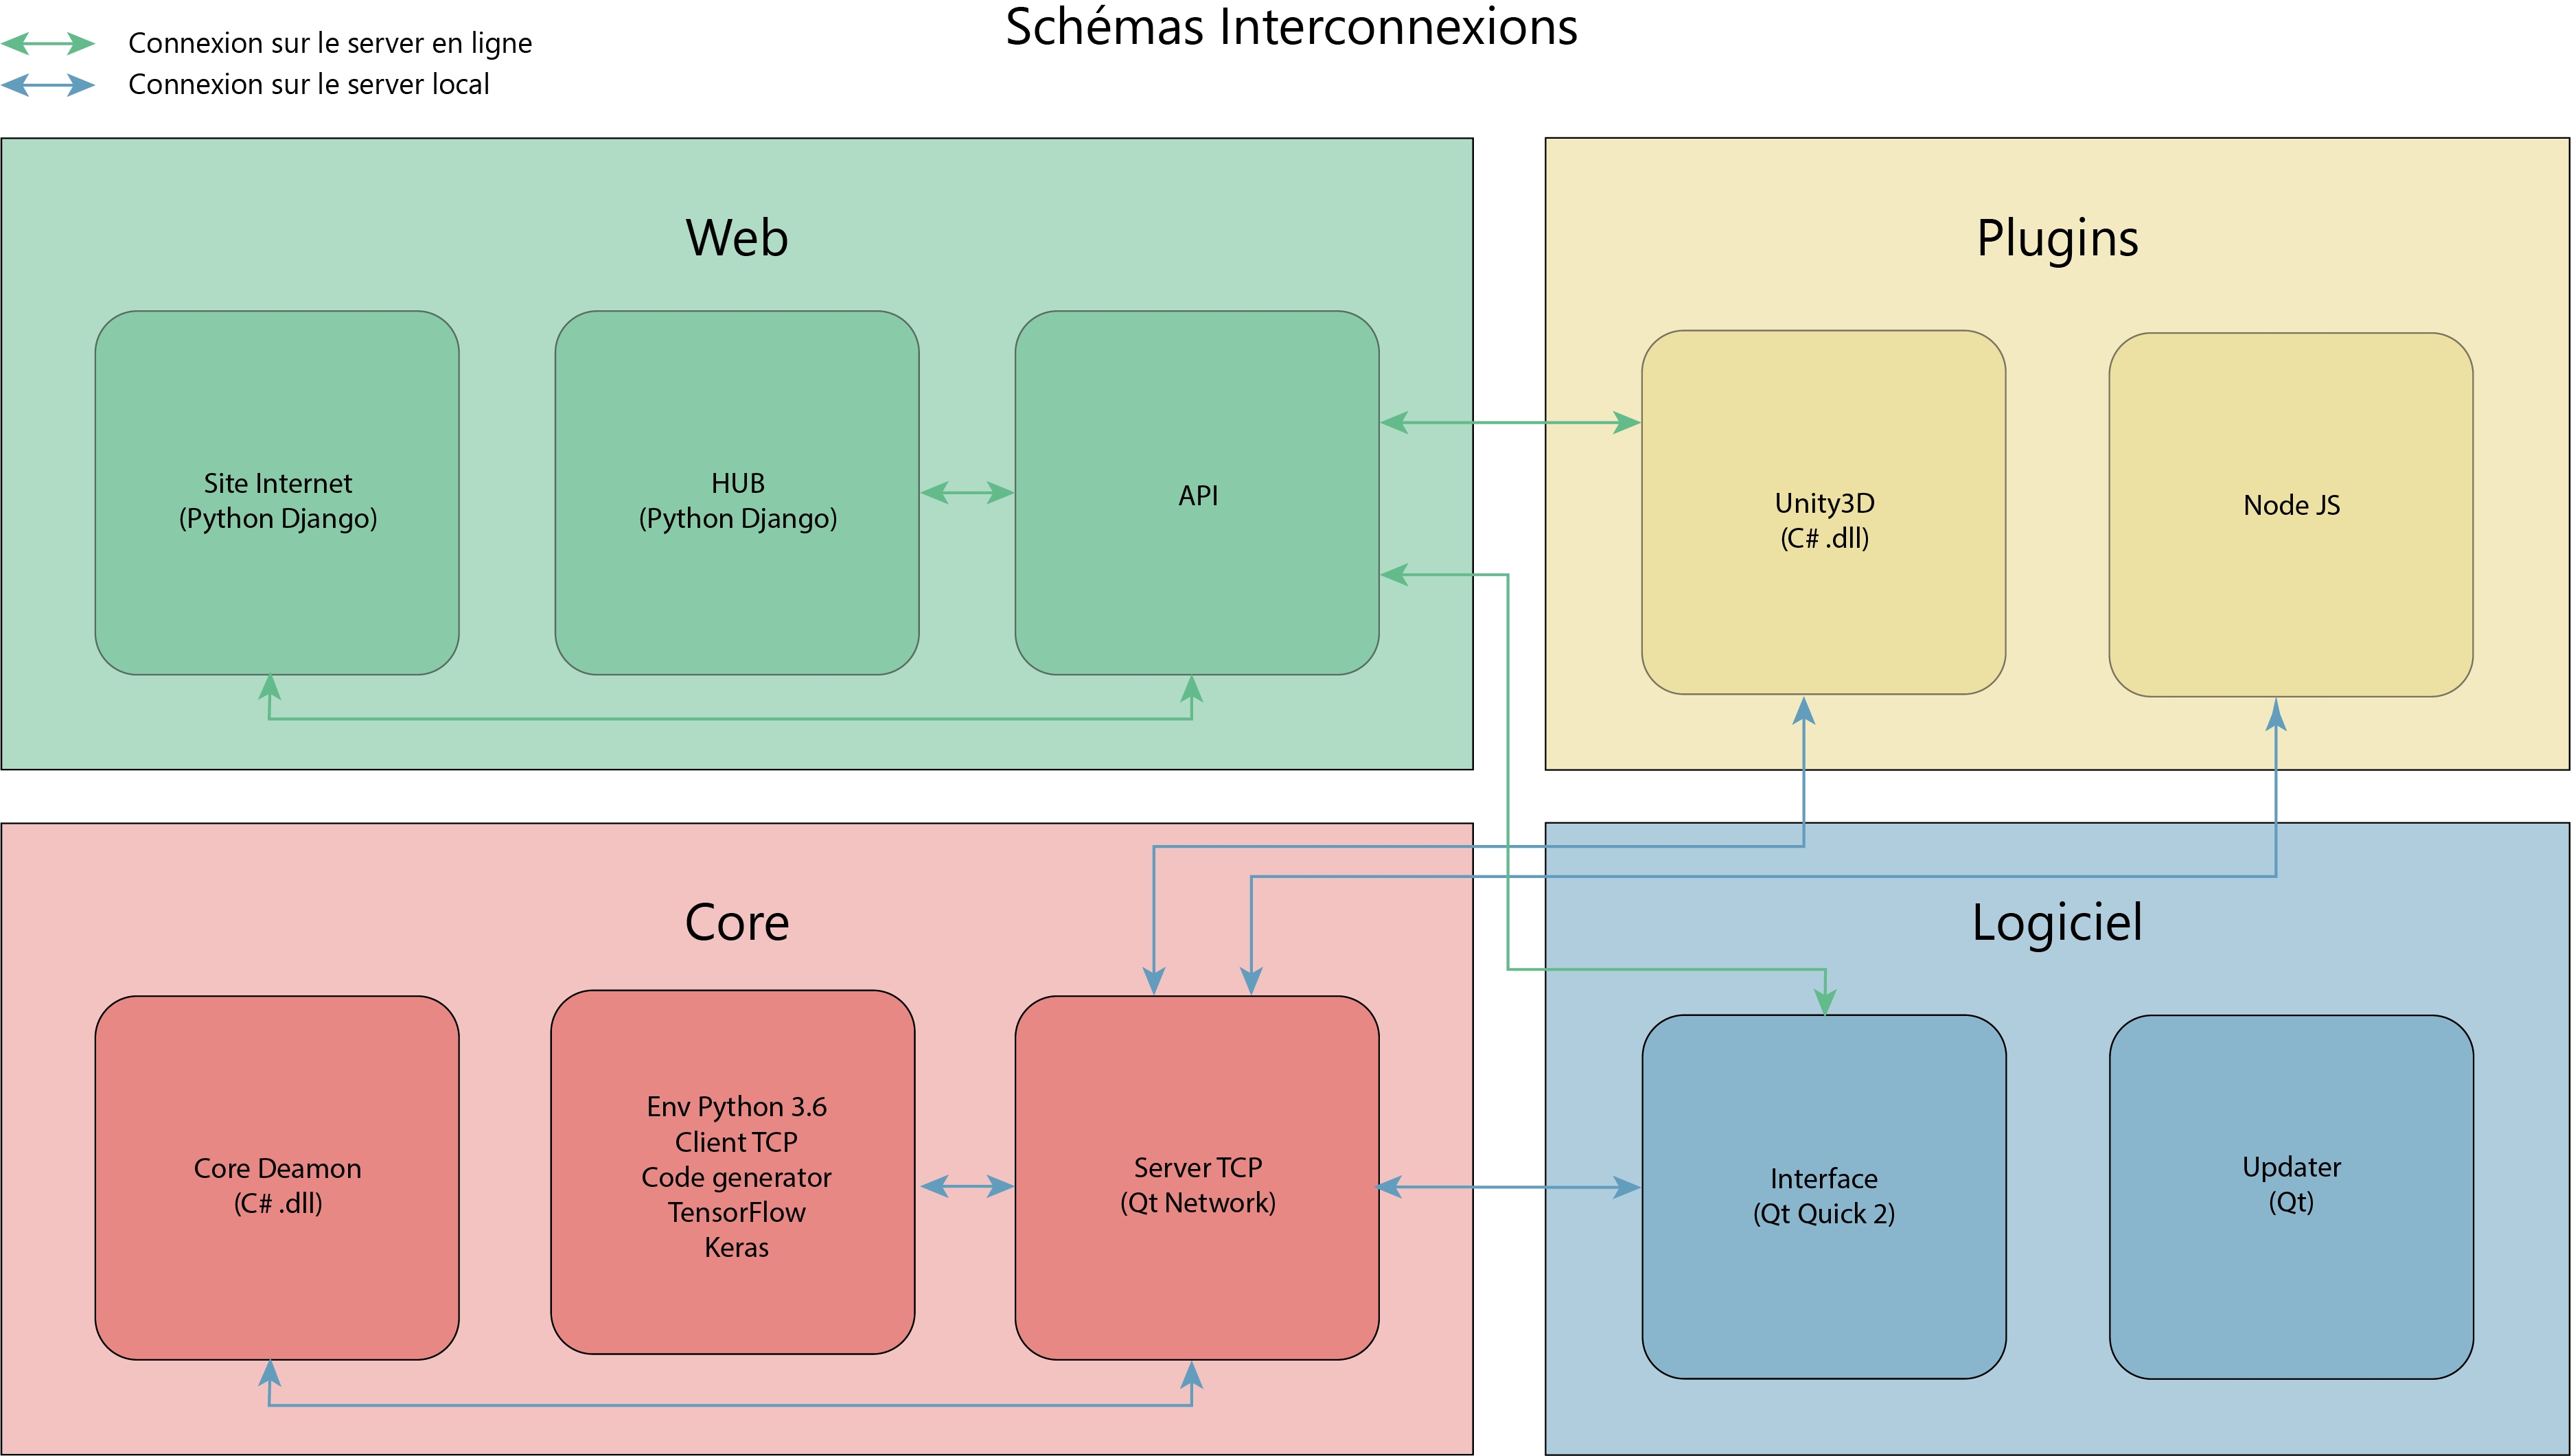 Schémas Interconnexions
Connexion sur le server en ligne
Connexion sur le server local
Web
Site Internet
(Python Django)
HUB
(Python Django)
API
Plugins
Unity3D
(C# .dll)
Node JS
Core
Core Deamon
(C# .dll)
Env Python 3.6
Client TCP
Code generator
TensorFlow
Keras
Server TCP
(Qt Network)
Logiciel
Interface
(Qt Quick 2)
Updater
(Qt)